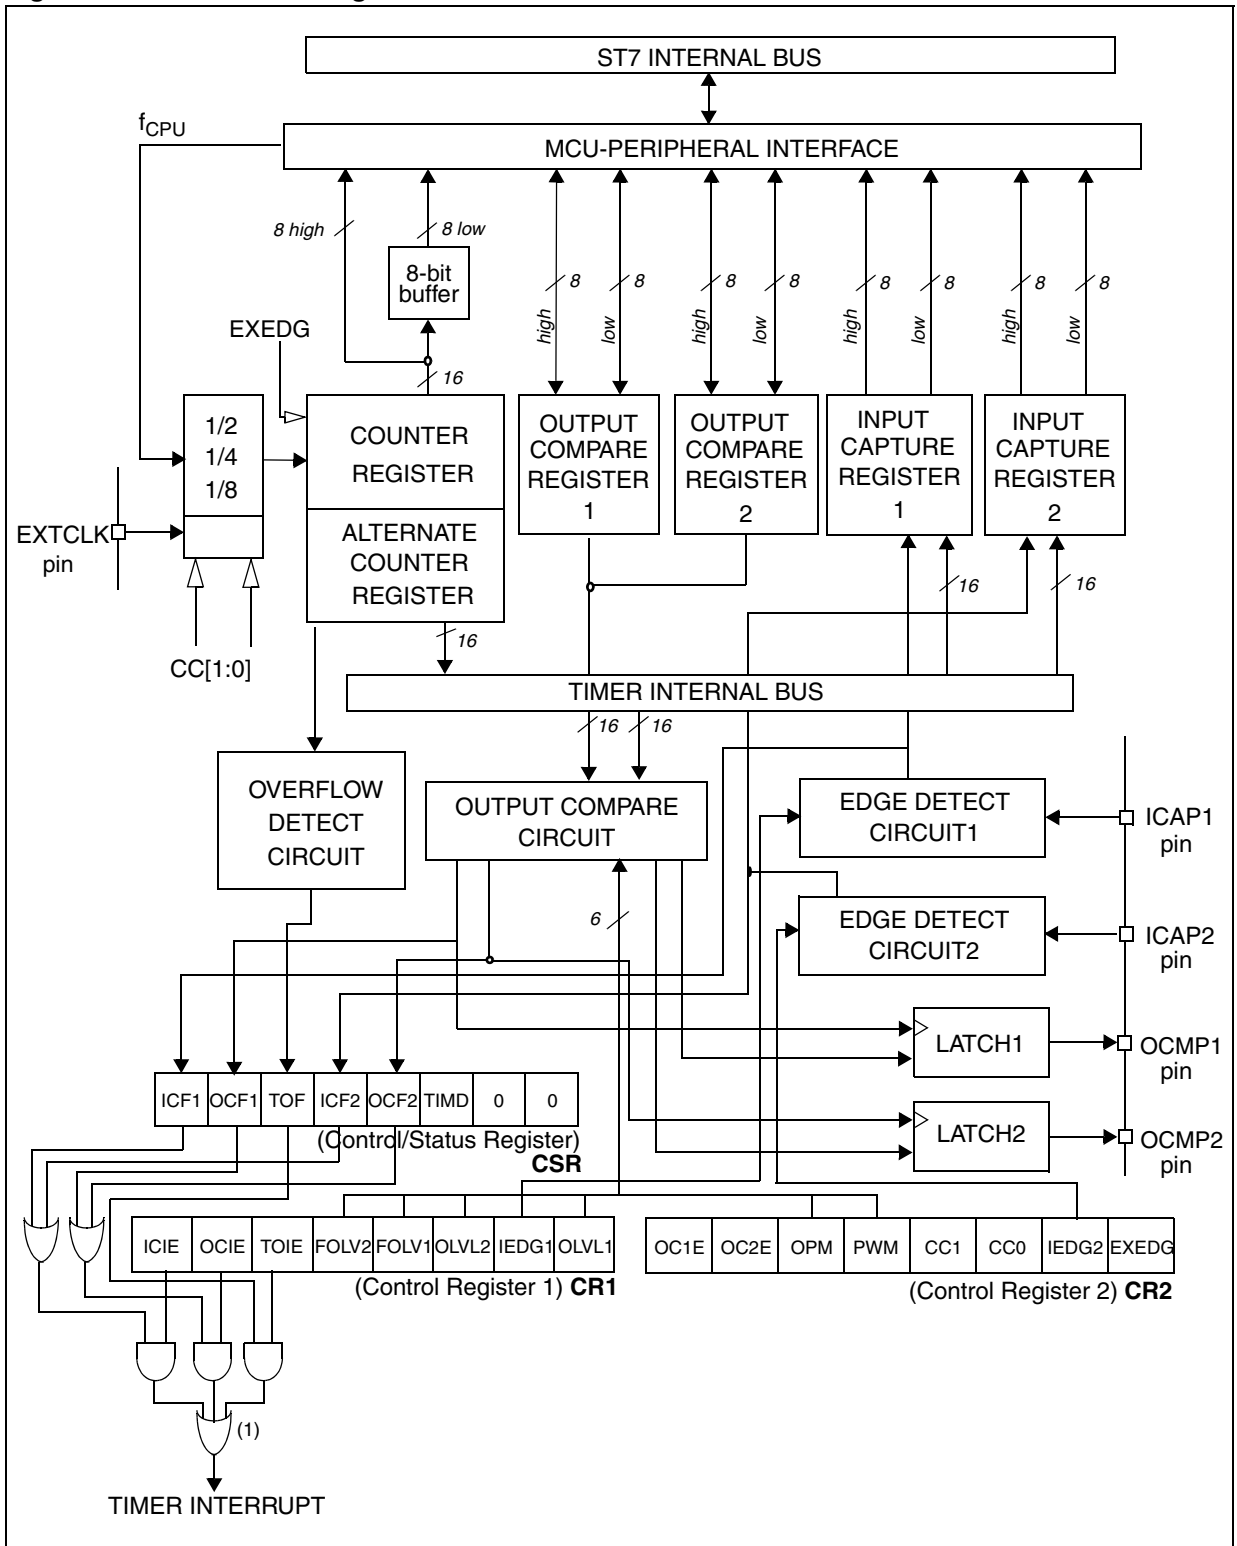 ST7 INTERNAL BUS
fCPU
MCU-PERIPHERAL INTERFACE
8 high
8 low
8-bit
buffer
8
8
8
8
8
8
8
8
high
low
high
low
high
low
high
low
EXEDG
16
1/2
1/4
1/8
COUNTER
REGISTER
OUTPUT
COMPARE
REGISTER
1
OUTPUT
COMPARE
REGISTER
2
INPUT
CAPTURE
REGISTER
1
INPUT
CAPTURE
REGISTER
2
EXTCLK
pin
ALTERNATE
COUNTER
REGISTER
16
16
16
CC[1:0]
TIMER INTERNAL BUS
16
16
OVERFLOW
DETECT
CIRCUIT
OUTPUT COMPARE
CIRCUIT
EDGE DETECT
CIRCUIT1
ICAP1
pin
6
EDGE DETECT
CIRCUIT2
ICAP2
pin
LATCH1
OCMP1
pin
ICF1 OCF1 TOF ICF2 OCF2 TIMD 0 0
(Control/Status Register)
CSR
LATCH2
OCMP2
pin
ICIE OCIE TOIE FOLV2 FOLV1 OLVL2 IEDG1 OLVL1
(Control Register 1) CR1
OC1E OC2E OPM PWM CC1 CC0 IEDG2 EXEDG
(Control Register 2) CR2
(1)
TIMER INTERRUPT